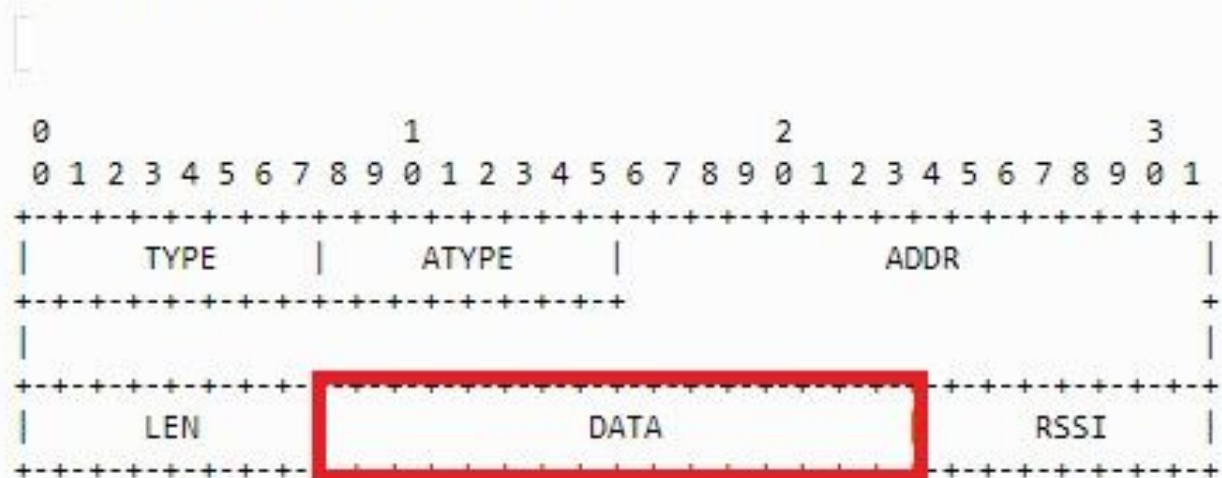 0 1 2 3
0 1 2 3 4 5 6 7 8 9 0 1 2 3 4 5 6 7 8 9 0 1 2 3 4 5 6 7 8 9 0 1
+-+-+-+-+-+-+-+-+-+-+-+-+-+-+-+-+-+-+-+-+-+-+-+-+-+-+-+-+-+-+-+-+
| TYPE | ATYPE | ADDR |
+-+-+-+-+-+-+-+-+-+-+-+-+-+-+-+-+ +
| |
+-+-+-+-+-+-+-+-+-+-+-+-+-+-+-+-+-+-+-+-+-+-+-+-+-+-+-+-+-+-+-+-+
| LEN | DATA | RSSI |
+-+-+-+-+-+-+-+-+-+-+-+-+-+-+-+-+-+-+-+-+-+-+-+-+-+-+-+-+-+-+-+-+